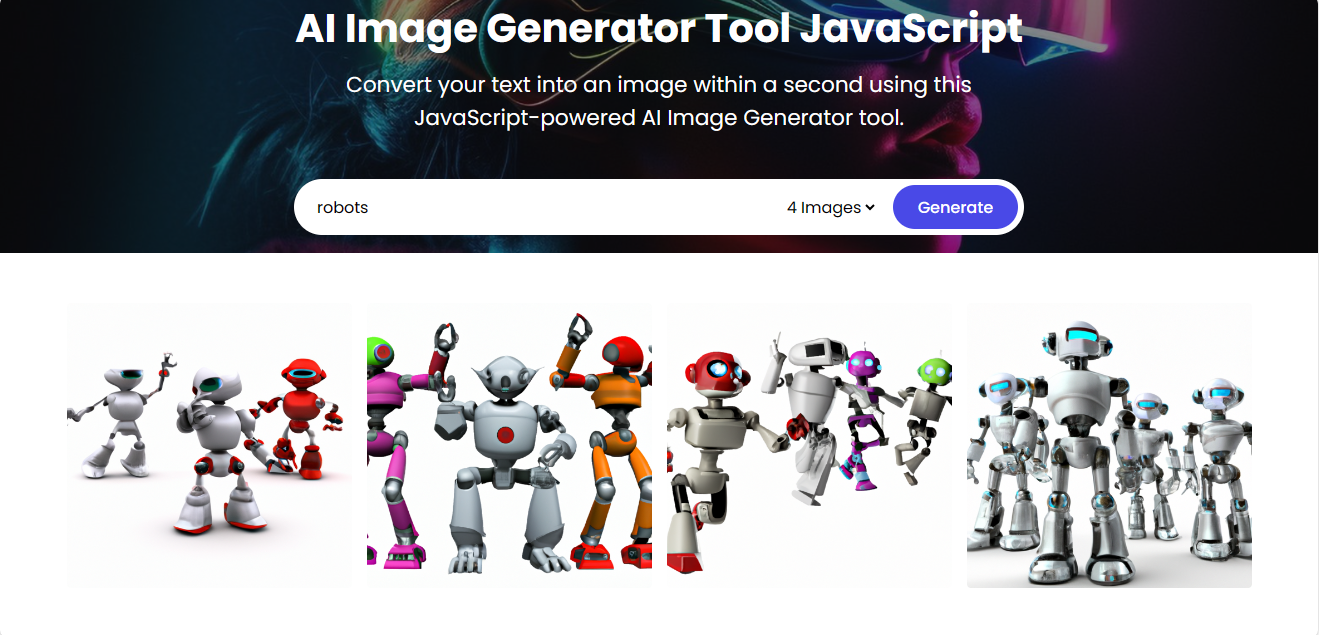 AI Image Generator Tool JavaScript
Convert your text into an image within a second using this
JavaScript-powered AI Image Generator tool.
robots 4 Images Generate